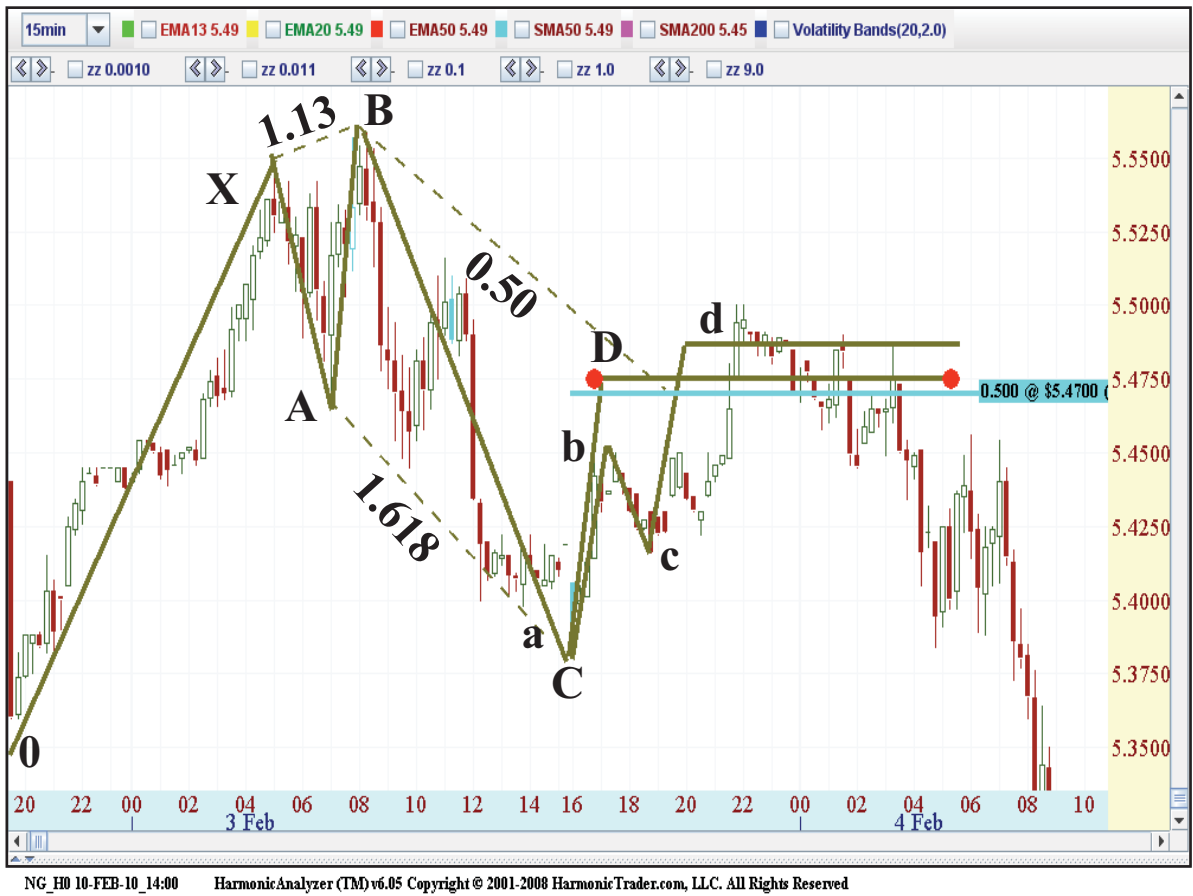 15min EMA13 5.49 EMA20 5.49 EMA50 5.49 SMA50 5.49 SMA200 5.45 Volatility Bands(20,2.0)
zz 0.0010 zz 0.011 zz 0.1 zz 1.0 zz 9.0
1.13
B
X
5.5500
5.5250
0.50
5.5000
d
D
5.4750
0.500 @ $5.4700 (
A
b
5.4500
1.618
5.4250
c
5.4000
a
C
5.3750
0
5.3500
20 22 00 02 04 06 08 10 12 14 16 18 20 22 00 02 04 06 08 10
3 Feb 4 Feb
NG_H0 10-FEB-10_14:00 HarmonicAnalyzer (TM) v6.05 Copyright © 2001-2008 HarmonicTrader.com, LLC. All Rights Reserved